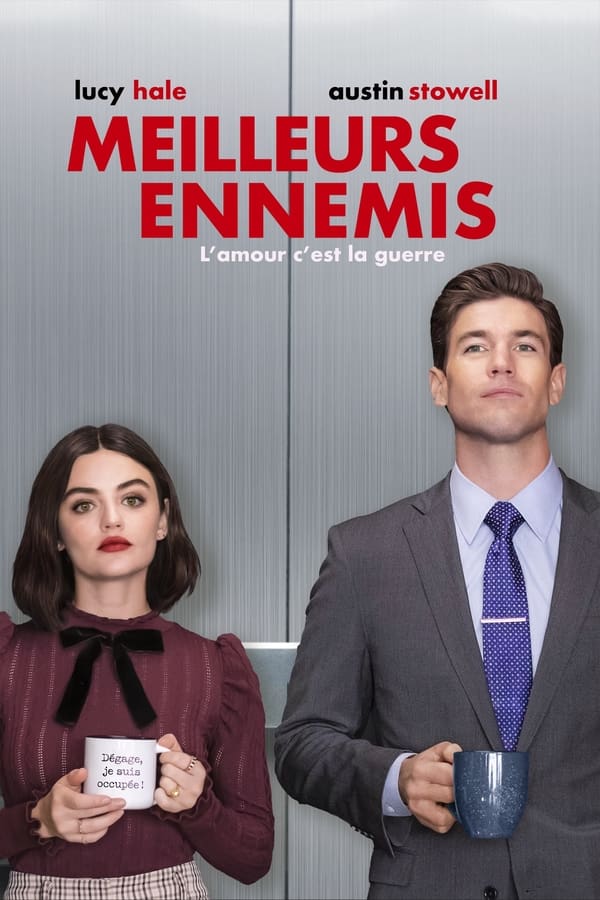 lucy hale austin stowell
MEILLEURS
ENNEMIS
L'amour c'est la guerre
Dégage,
je suis
occupée !